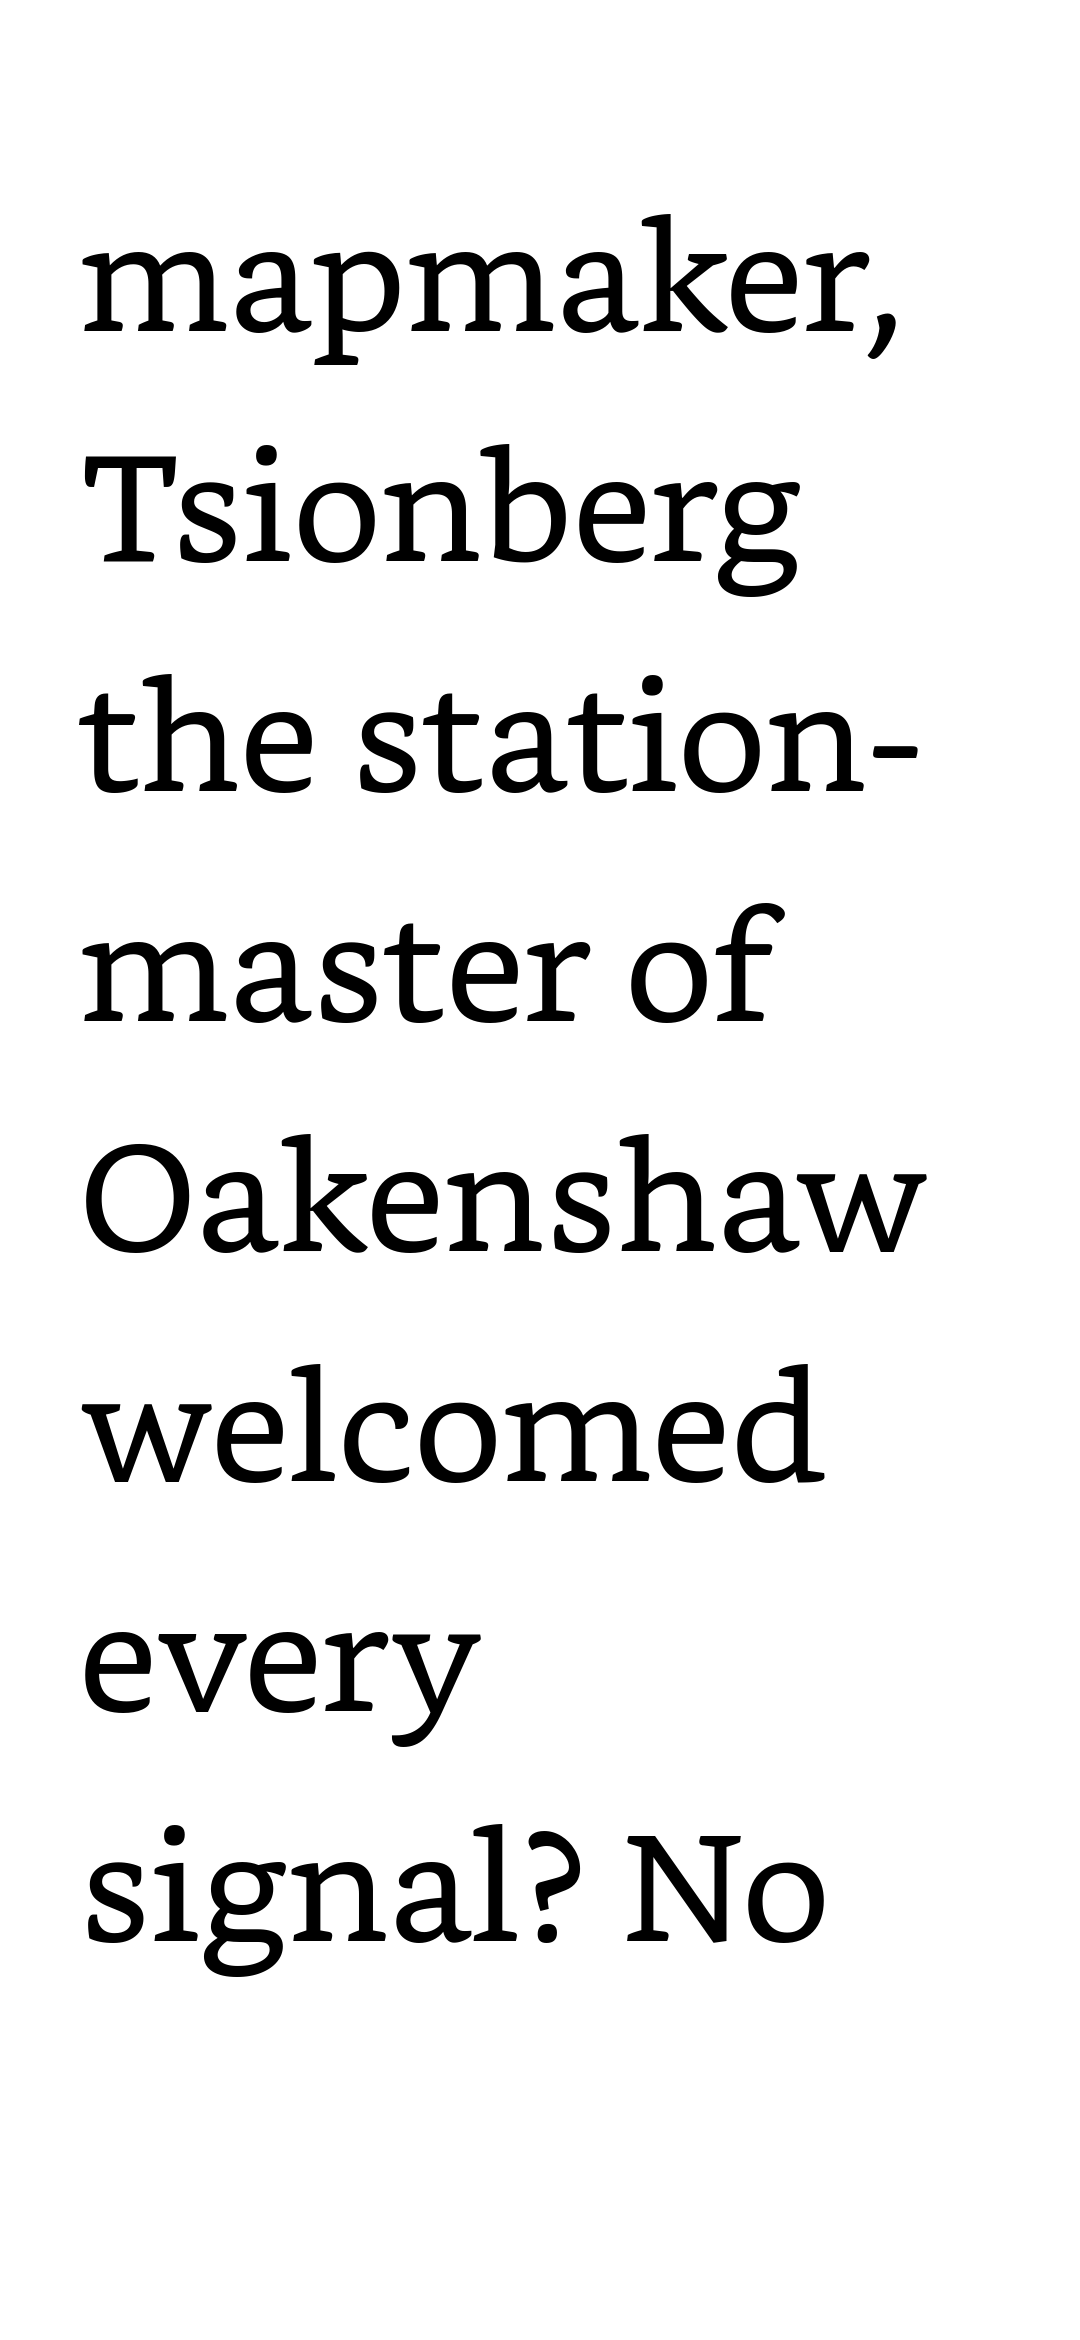 mapmaker,
Tsionberg
the station-
master of
Oakenshaw
welcomed
every
signal? No